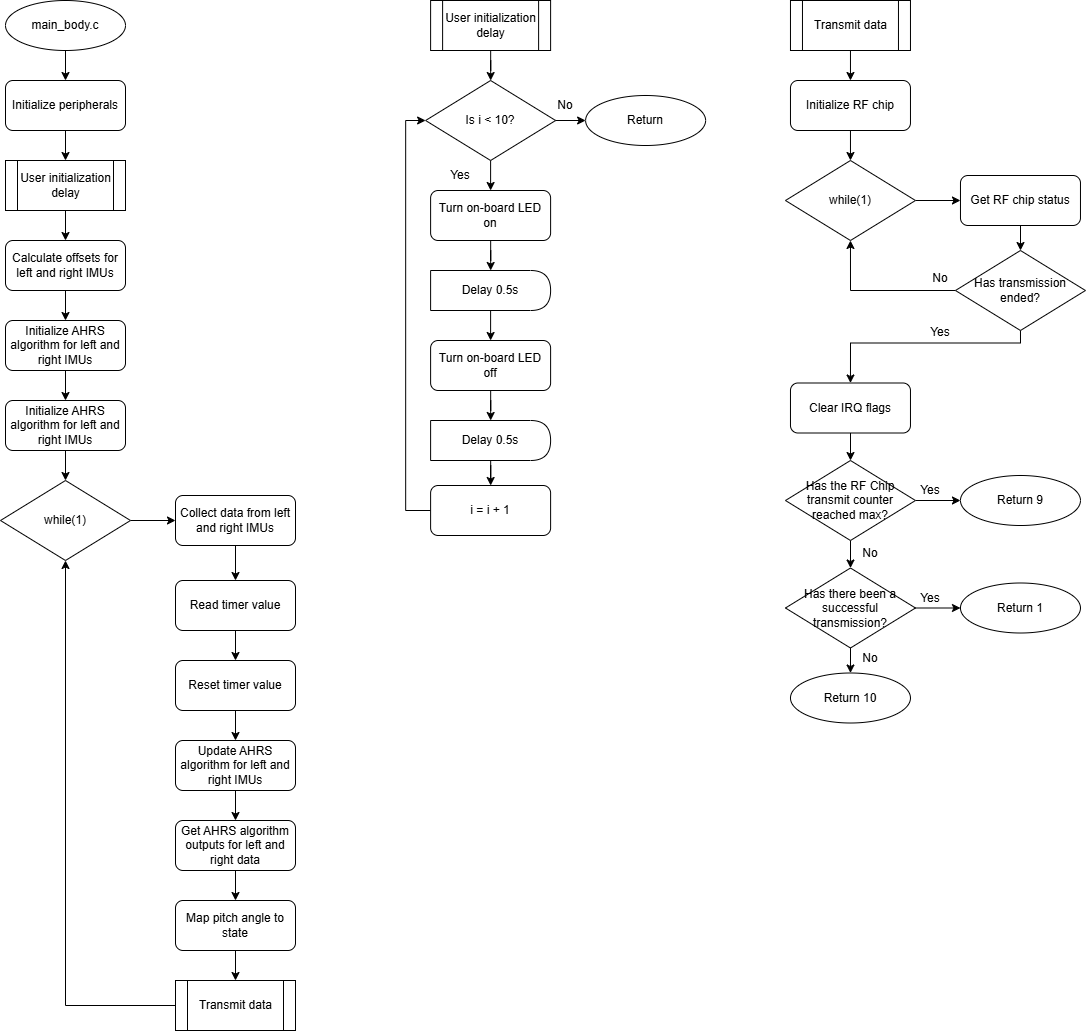 main_body.c
Initialize peripherals
User initialization
delay
Calculate offsets for
left and right IMUs
Initialize AHRS
algorithm for left and
right IMUs
Initialize AHRS
algorithm for left and
right IMUs
while(1)
Collect data from left
and right IMUs
Read timer value
Reset timer value
Update AHRS
algorithm for left and
right IMUs
Get AHRS algorithm
outputs for left and
right data
Map pitch angle to
state
Transmit data
User initialization
delay
Is i < 10?
No
Return
Yes
Turn on-board LED
on
Delay 0.5s
Turn on-board LED
off
Delay 0.5s
i = i + 1
Transmit data
Initialize RF chip
while(1)
Get RF chip status
Has transmission
ended?
No
Yes
Clear IRQ flags
Has the RF Chip
transmit counter
reached max?
Yes
Return 9
No
Has there been a
successful
transmission?
Yes
Return 1
No
Return 10